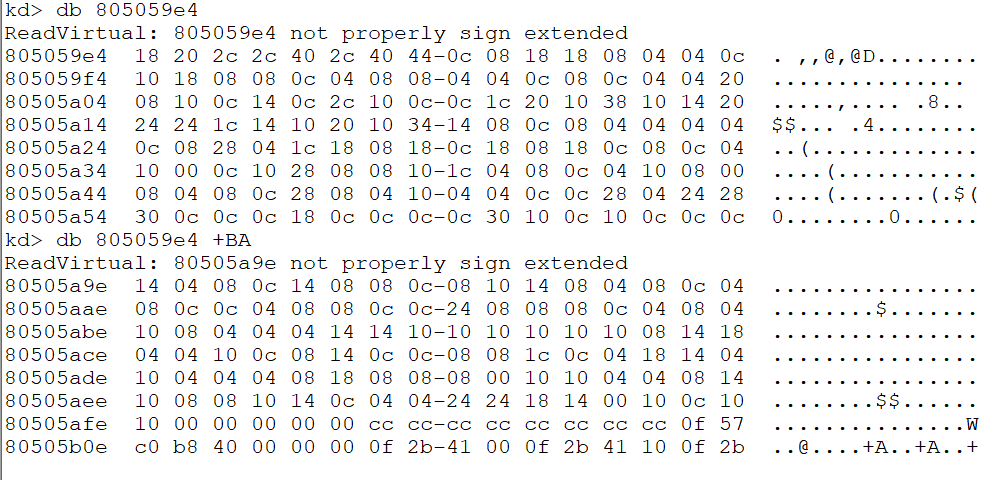 kd> db 805059e4
ReadVirtual: 805059e4 not properly sign extended
805059e4  18 20 2c 2c 40 2c 40 44-0c 08 18 18 08 04 04 0c  . ,,@,@D........
805059f4  10 18 08 08 0c 04 08 08-04 04 0c 08 0c 04 04 20  ............... 
80505a04  08 10 0c 14 0c 2c 10 0c-0c 1c 20 10 38 10 14 20  .....,.... .8.. 
80505a14  24 24 1c 14 10 20 10 34-14 08 0c 08 04 04 04 04  $$... .4........
80505a24  0c 08 28 04 1c 18 08 18-0c 18 08 18 0c 08 0c 04  ..(.............
80505a34  10 00 0c 10 28 08 08 10-1c 04 08 0c 04 10 08 00  ....(...........
80505a44  08 04 08 0c 28 08 04 10-04 04 0c 0c 28 04 24 28  ....(.......(.$(
80505a54  30 0c 0c 0c 18 0c 0c 0c-0c 30 10 0c 10 0c 0c 0c  0........0......
kd> db 805059e4 +BA
ReadVirtual: 80505a9e not properly sign extended
80505a9e  14 04 08 0c 14 08 08 0c-08 10 14 08 04 08 0c 04  ................
80505aae  08 0c 0c 04 08 08 0c 0c-24 08 08 08 0c 04 08 04  ........$.......
80505abe  10 08 04 04 04 14 14 10-10 10 10 10 10 08 14 18  ................
80505ace  04 04 10 0c 08 14 0c 0c-08 08 1c 0c 04 18 14 04  ................
80505ade  10 04 04 04 08 18 08 08-08 00 10 10 04 04 08 14  ................
80505aee  10 08 08 10 14 0c 04 04-24 24 18 14 00 10 0c 10  ........$$......
80505afe  10 00 00 00 00 00 cc cc-cc cc cc cc cc cc 0f 57  ...............W
80505b0e  c0 b8 40 00 00 00 0f 2b-41 00 0f 2b 41 10 0f 2b  ..@....+A..+A..+